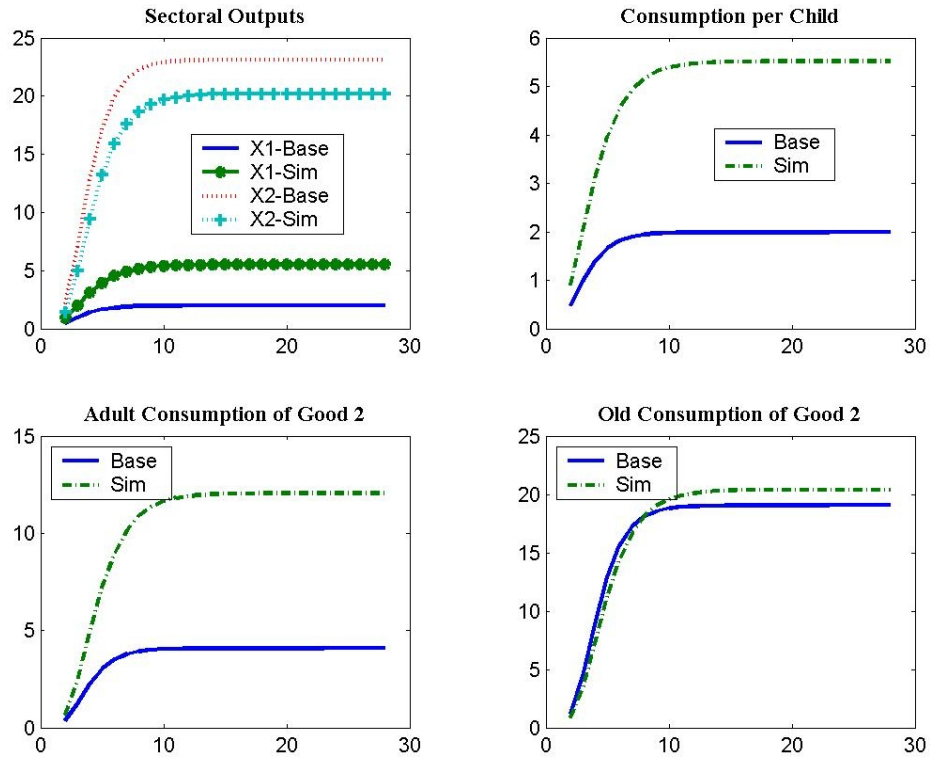 Sectoral Outputs
25
20
15
10
5
0
X1-Base
X1-Sim
X2-Base
X2-Sim
0 10 20 30
Consumption per Child
6
5
4
3
2
1
0
Base
Sim
0 10 20 30
Adult Consumption of Good 2
15
10
5
0
Base
Sim
0 10 20 30
Old Consumption of Good 2
25
20
15
10
5
0
Base
Sim
0 10 20 30